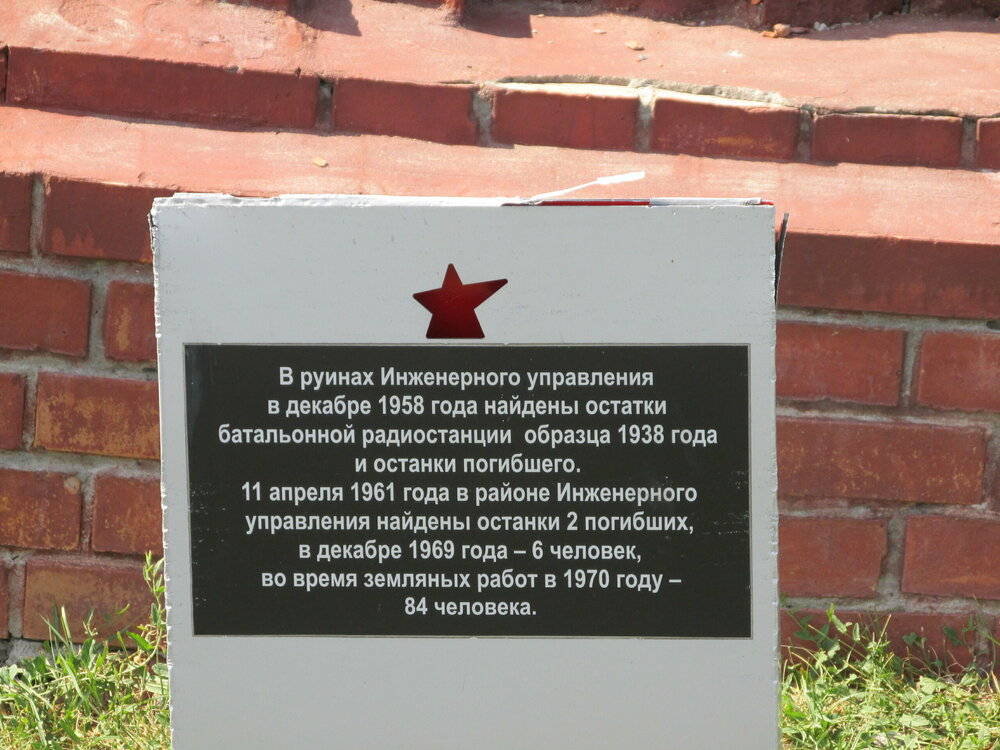 В руинах Инженерного управления
в декабре 1958 года найдены остатки
батальонной радиостанции образца 1938 года
и останки погибшего.
11 апреля 1961 года в районе Инженерного
управления найдены останки 2 погибших,
в декабре 1969 года – 6 человек,
во время земляных работ в 1970 году –
84 человека.